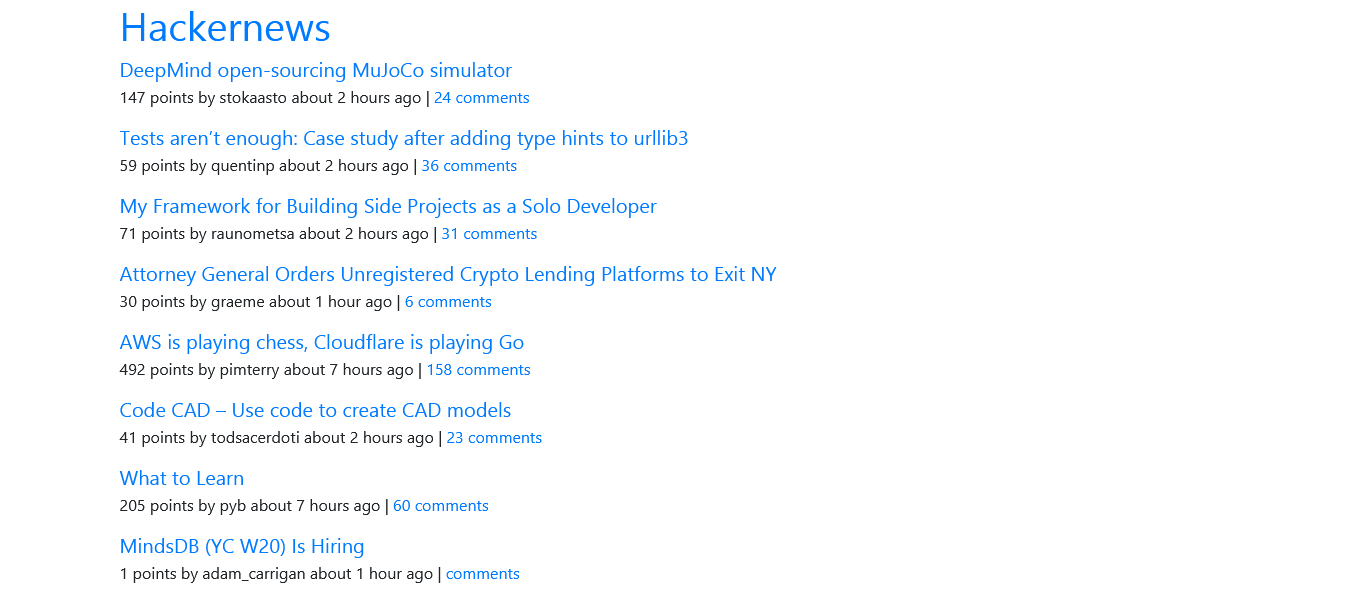 Hackernews
DeepMind open-sourcing MuJoCo simulator
147 points by stokaasto about 2 hours ago | 24 comments
Tests aren’t enough: Case study after adding type hints to urllib3
59 points by quentinp about 2 hours ago | 36 comments
My Framework for Building Side Projects as a Solo Developer
71 points by raunometsa about 2 hours ago | 31 comments
Attorney General Orders Unregistered Crypto Lending Platforms to Exit NY
30 points by graeme about 1 hour ago | 6 comments
AWS is playing chess, Cloudflare is playing Go
492 points by pimterry about 7 hours ago | 158 comments
Code CAD – Use code to create CAD models
41 points by todsacerdoti about 2 hours ago | 23 comments
What to Learn
205 points by pyb about 7 hours ago | 60 comments
MindsDB (YC W20) Is Hiring
1 points by adam_carrigan about 1 hour ago | comments